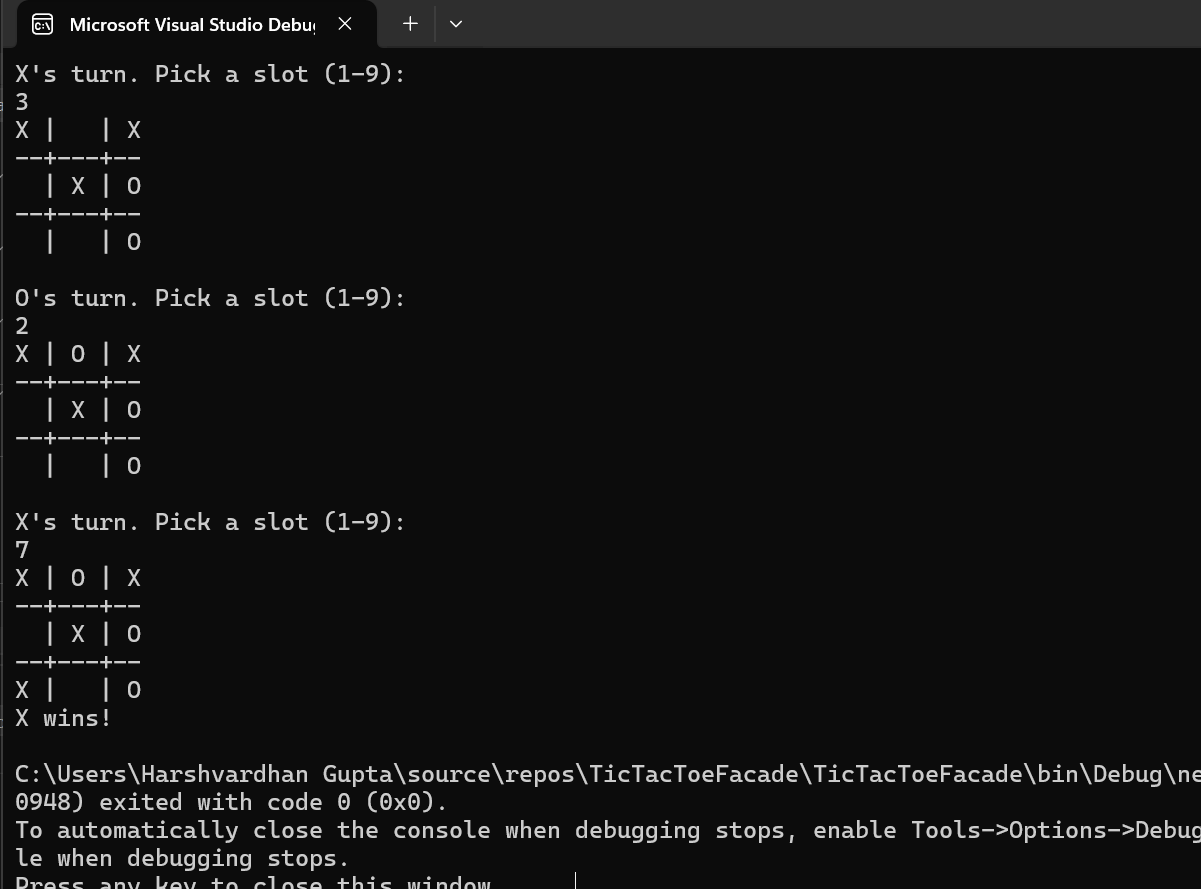 Microsoft Visual Studio Debu
X's turn. Pick a slot (1-9):
3
X |   | X
--+---+--
  | X | O
--+---+--
  |   | O
O's turn. Pick a slot (1-9):
2
X | O | X
--+---+--
  | X | O
--+---+--
  |   | O
X's turn. Pick a slot (1-9):
7
X | O | X
--+---+--
  | X | O
--+---+--
X |   | O
X wins!
C:\Users\Harshvardhan Gupta\source\repos\TicTacToeFacade\TicTacToeFacade\bin\Debug\ne
0948) exited with code 0 (0x0).
To automatically close the console when debugging stops, enable Tools->Options->Debug
le when debugging stops.
Press any key to close this window